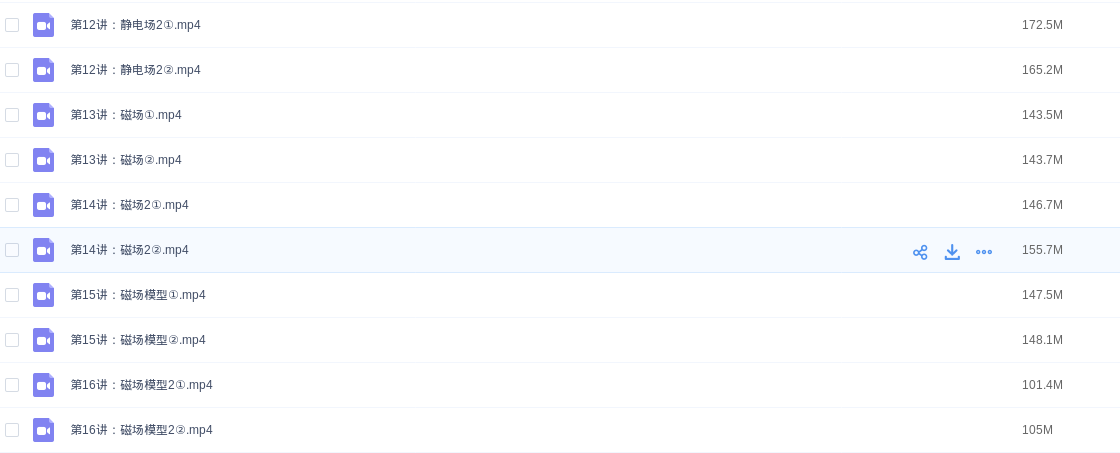 第12讲：静电场2①.mp4 172.5M
第12讲：静电场2②.mp4 165.2M
第13讲：磁场①.mp4 143.5M
第13讲：磁场②.mp4 143.7M
第14讲：磁场2①.mp4 146.7M
第14讲：磁场2②.mp4 155.7M
第15讲：磁场模型①.mp4 147.5M
第15讲：磁场模型②.mp4 148.1M
第16讲：磁场模型2①.mp4 101.4M
第16讲：磁场模型2②.mp4 105M